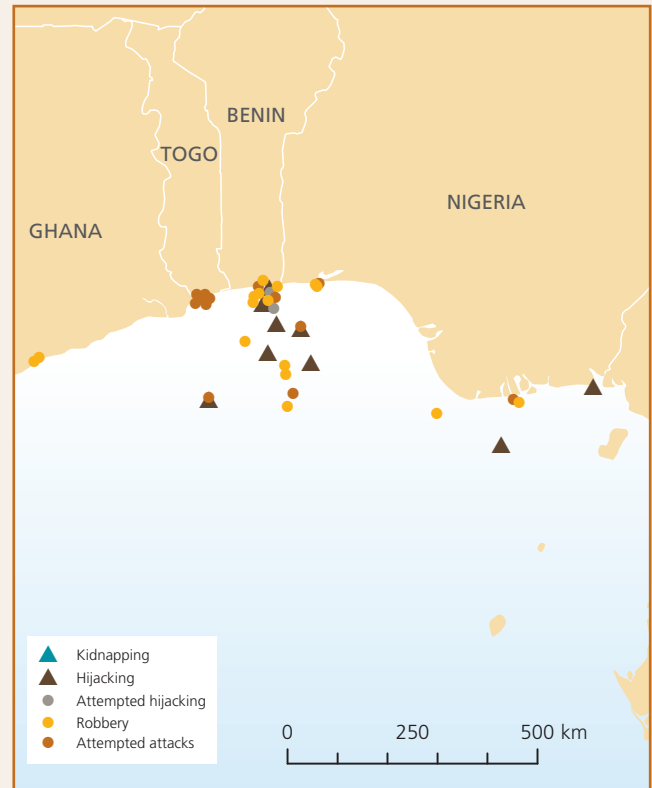 BENIN
TOGO
NIGERIA
GHANA
Kidnapping
Hijacking
Attempted hijacking
Robbery
Attempted attacks
0 250 500 km